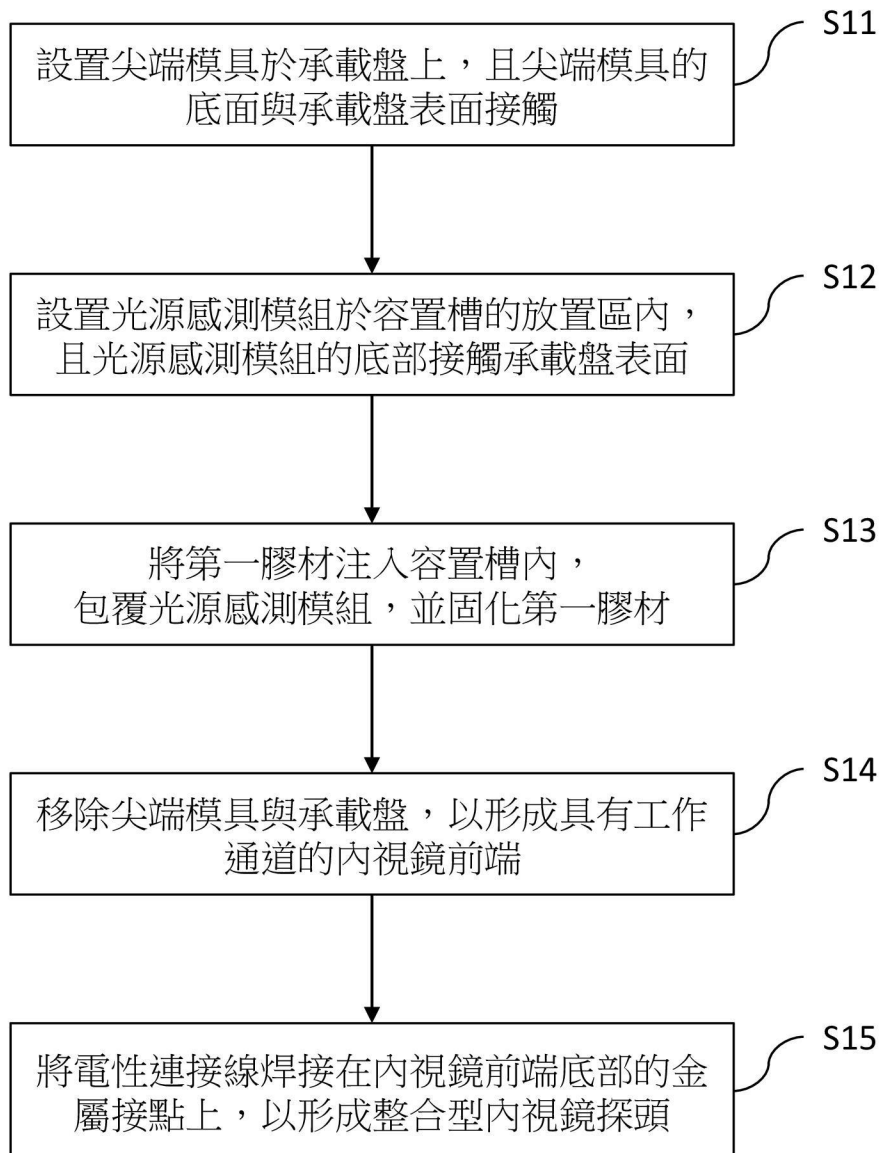 S11
設置尖端模具於承載盤上，且尖端模具的
底面與承載盤表面接觸
S12
設置光源感測模組於容置槽的放置區內，
且光源感測模組的底部接觸承載盤表面
S13
將第一膠材注入容置槽內，
包覆光源感測模組，並固化第一膠材
S14
移除尖端模具與承載盤，以形成具有工作
通道的內視鏡前端
S15
將電性連接線焊接在內視鏡前端底部的金
屬接點上，以形成整合型內視鏡探頭